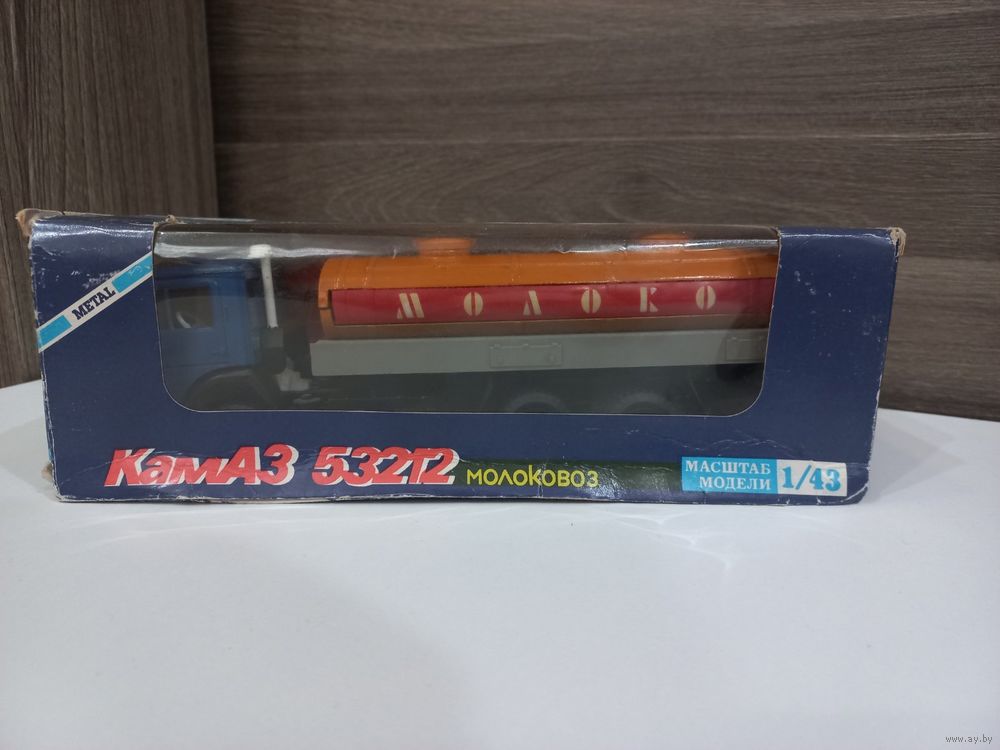 METAL
МОЛОКО
КамАЗ 53212 МОЛОКОВОЗ
МАСШТАБ
МОДЕЛИ 1/43
www.ay.by